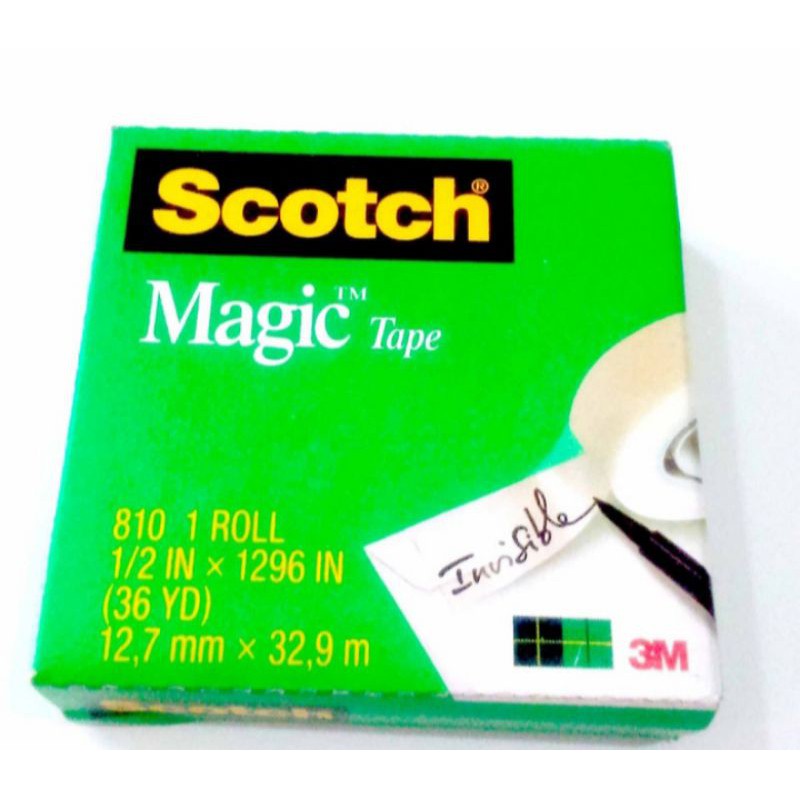 Scotch®
Magic™ Tape
810 1 ROLL
1/2 IN × 1296 IN
(36 YD)
12,7 mm × 32,9 m
Invisible
3M